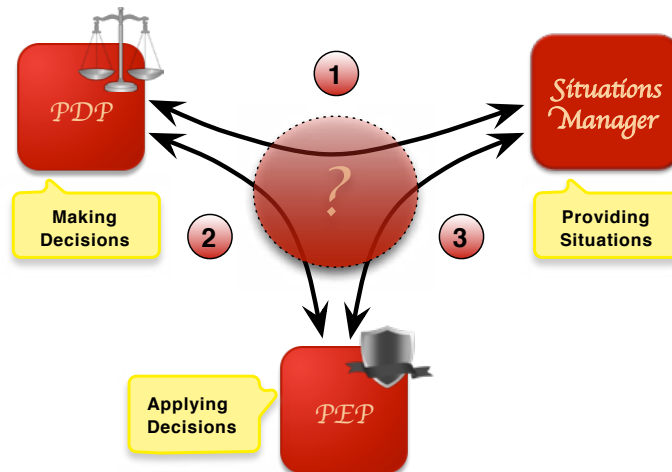 1
PDP
Situations
Manager
?
Making
Decisions
2
3
Providing
Situations
Applying
Decisions
PEP